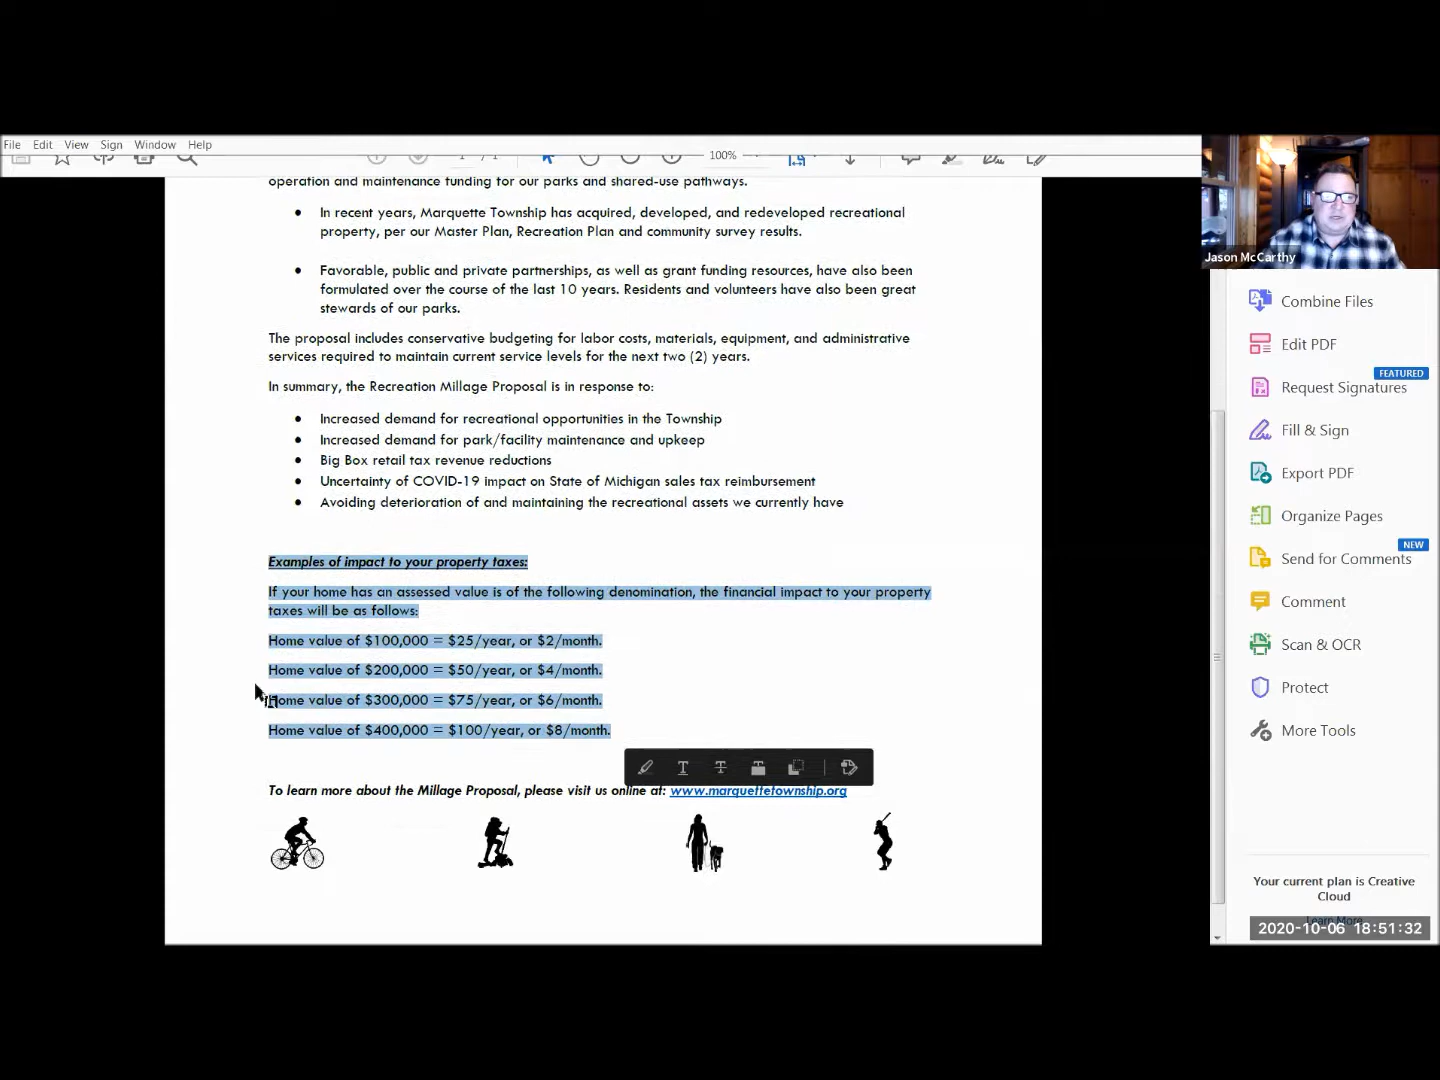 File Edit View Sign Window Help
100%
operation and maintenance funding for our parks and shared-use pathways.
• In recent years, Marquette Township has acquired, developed, and redeveloped recreational
property, per our Master Plan, Recreation Plan and community survey results.
• Favorable, public and private partnerships, as well as grant funding resources, have also been
formulated over the course of the last 10 years. Residents and volunteers have also been great
stewards of our parks.
The proposal includes conservative budgeting for labor costs, materials, equipment, and administrative
services required to maintain current service levels for the next two (2) years.
In summary, the Recreation Millage Proposal is in response to:
• Increased demand for recreational opportunities in the Township
• Increased demand for park/facility maintenance and upkeep
• Big Box retail tax revenue reductions
• Uncertainty of COVID-19 impact on State of Michigan sales tax reimbursement
• Avoiding deterioration of and maintaining the recreational assets we currently have
Examples of impact to your property taxes:
If your home has an assessed value is of the following denomination, the financial impact to your property
taxes will be as follows:
Home value of $100,000 = $25/year, or $2/month.
Home value of $200,000 = $50/year, or $4/month.
Home value of $300,000 = $75/year, or $6/month.
Home value of $400,000 = $100/year, or $8/month.
To learn more about the Millage Proposal, please visit us online at: www.marquettetownship.org
Jason McCarthy
Combine Files
Edit PDF
FEATURED
Request Signatures
Fill & Sign
Export PDF
Organize Pages
NEW
Send for Comments
Comment
Scan & OCR
Protect
More Tools
Your current plan is Creative
Cloud
Learn More
2020-10-06 18:51:32